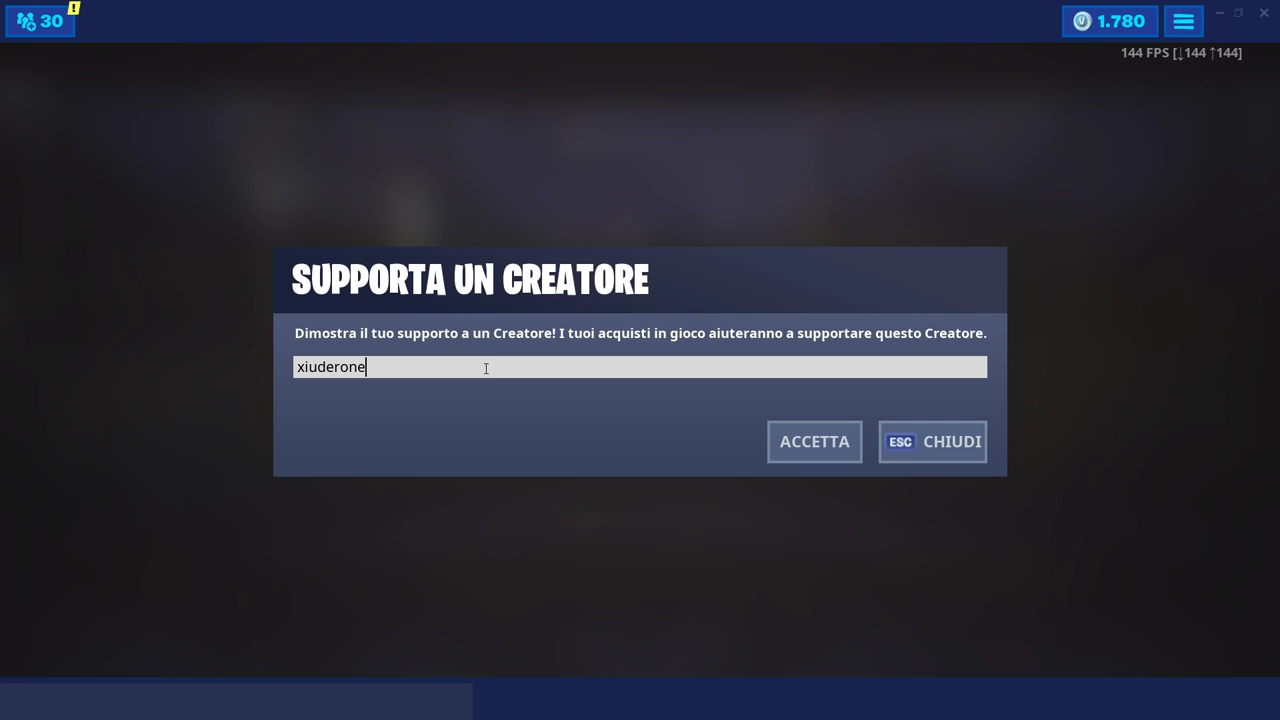 30
!
1.780
144 FPS [↓144 ↑144]
SUPPORTA UN CREATORE
Dimostra il tuo supporto a un Creatore! I tuoi acquisti in gioco aiuteranno a supportare questo Creatore.
xiuderone
ACCETTA
ESC CHIUDI